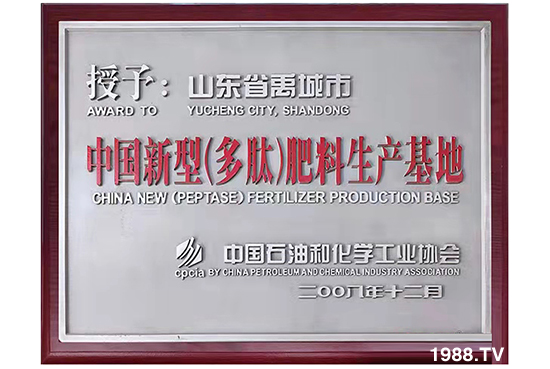 授予：山东省禹城市
AWARD TO YUCHENG CITY, SHANDONG
中国新型(多肽)肥料生产基地
CHINA NEW (PEPTASE) FERTILIZER PRODUCTION BASE
中国石油和化学工业协会
cpcia BY CHINA PETROLEUM AND CHEMICAL INDUSTRY ASSOCIATION
二〇〇八年十二月
1988.TV